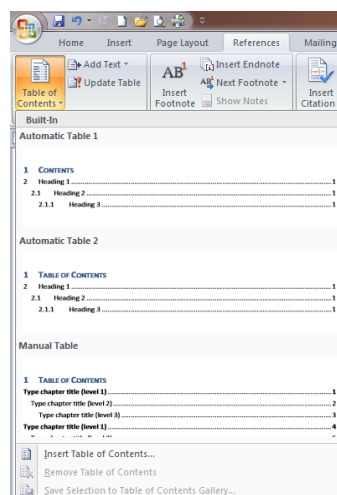 Home Insert Page Layout References Mailing
Add Text
Update Table
Table of
Contents
AB1
Insert
Footnote
Insert Endnote
AB1 Next Footnote
Show Notes
Insert
Citation
Built-In
Automatic Table 1
1 CONTENTS
2 Heading 1 1
2.1 Heading 2 1
2.1.1 Heading 3 1
Automatic Table 2
1 TABLE OF CONTENTS
2 Heading 1 1
2.1 Heading 2 1
2.1.1 Heading 3 1
Manual Table
1 TABLE OF CONTENTS
Type chapter title (level 1) 1
Type chapter title (level 2) 2
Type chapter title (level 3) 3
Type chapter title (level 1) 4
Insert Table of Contents...
Remove Table of Contents
Save Selection to Table of Contents Gallery...